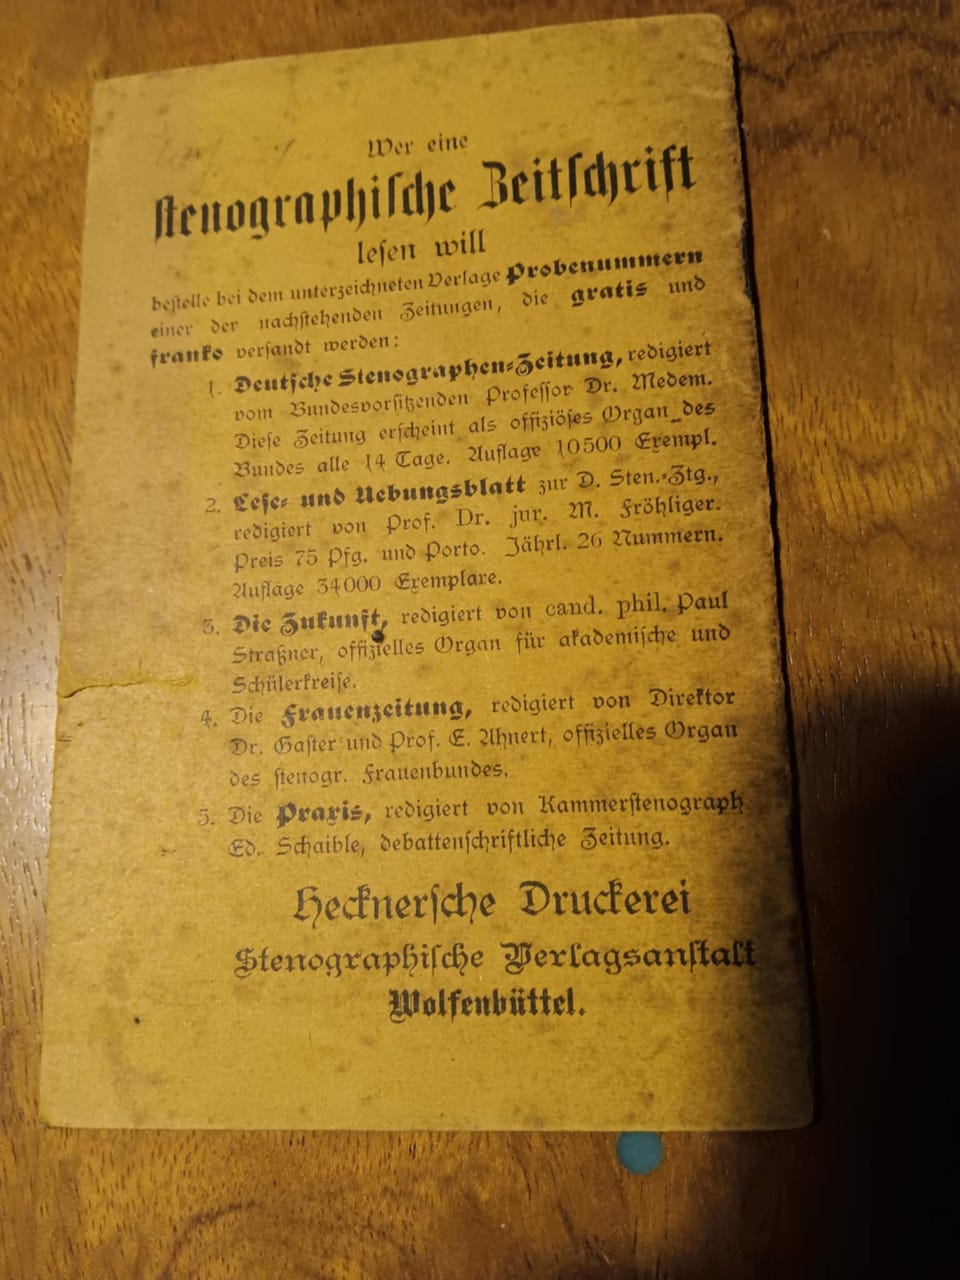 Wer eine
stenographische Zeitschrift
lesen will
bestelle bei dem unterzeichneten Verlage Probenummern
einer der nachstehenden Zeitungen, die gratis und
franko versandt werden:
1. Deutsche Stenographen-Zeitung, redigiert
vom Bundesvorsitzenden Professor Dr. Medem.
Diese Zeitung erscheint als offiziöses Organ des
Bundes alle 14 Tage. Auflage 10500 Exempl.
2. Lese- und Uebungsblatt zur D. Sten.-Ztg.,
redigiert von Prof. Dr. jur. M. Fröhliger.
Preis 75 Pfg. und Porto. Jährl. 26 Nummern.
Auflage 34000 Exemplare.
3. Die Zukunft, redigiert von cand. phil. Paul
Straßner, offizielles Organ für akademische und
Schülerkreise.
4. Die Frauenzeitung, redigiert von Direktor
Dr. Gaster und Prof. E. Ahnert, offizielles Organ
des stenogr. Frauenbundes.
5. Die Praxis, redigiert von Kammerstenograph
Ed. Schaible, debattenschriftliche Zeitung.
Hecknersche Druckerei
Stenographische Verlagsanstalt
Wolfenbüttel.